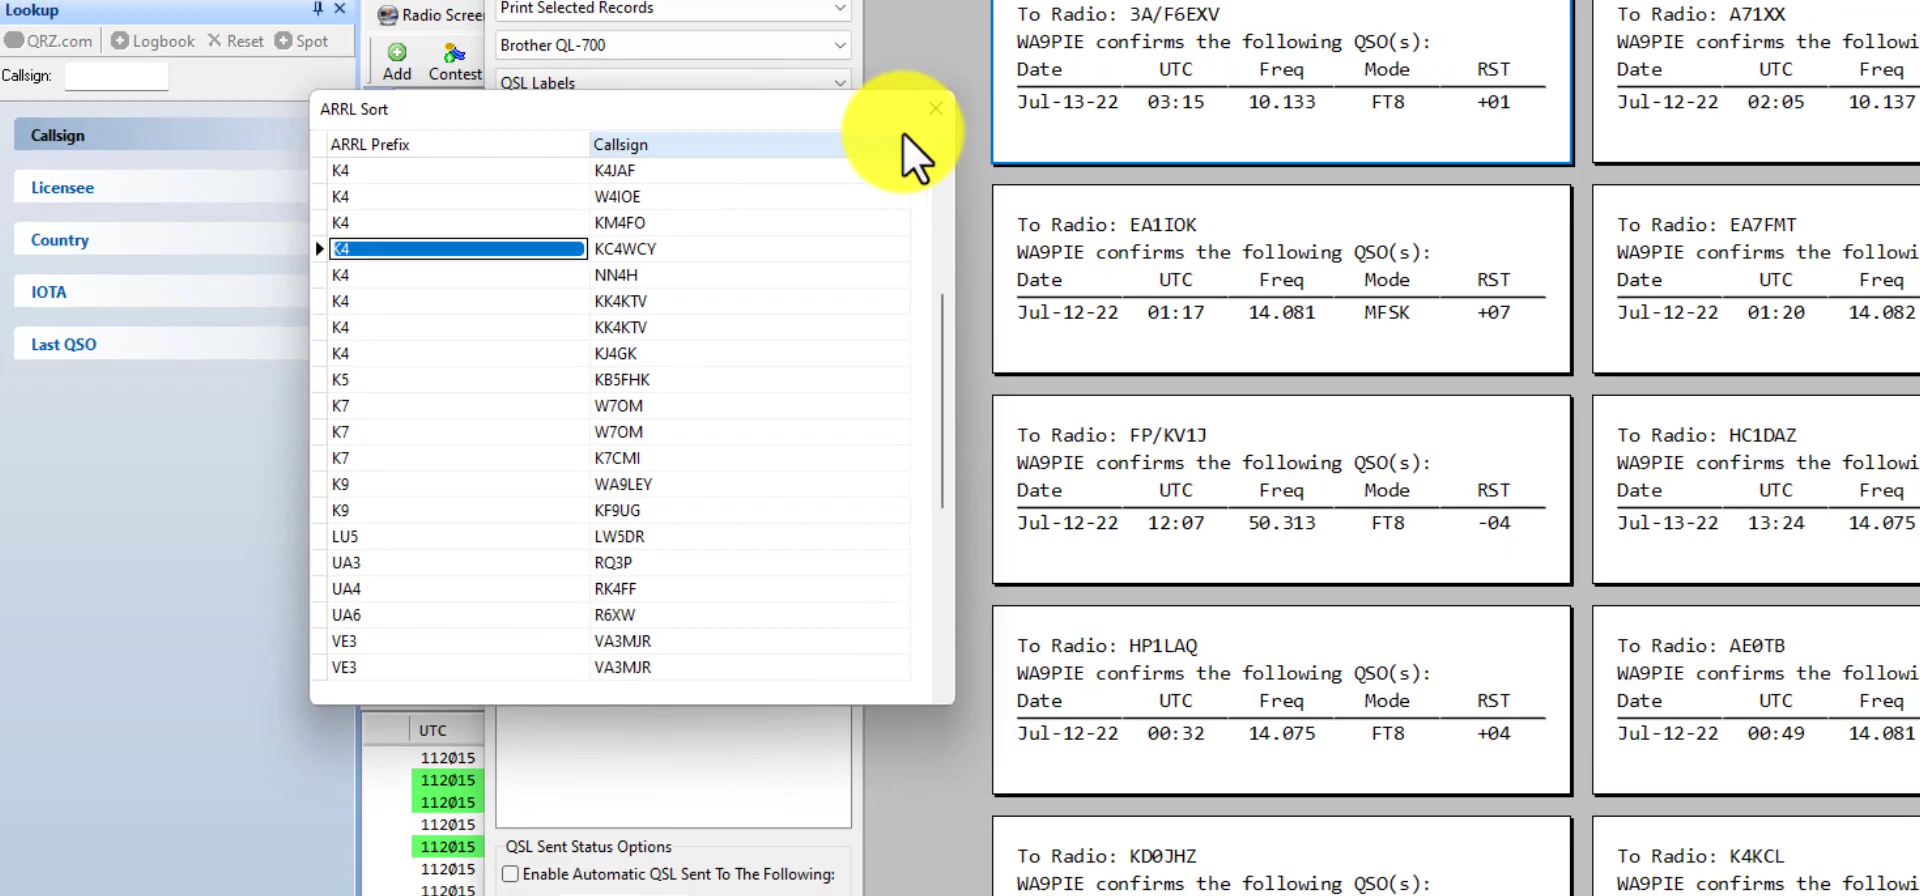 Lookup
QRZ.com Logbook Reset Spot
Callsign:
Callsign
Licensee
Country
IOTA
Last QSO
Radio Screen
Add Contest
Print Selected Records
Brother QL-700
QSL Labels
ARRL Sort
ARRL Prefix Callsign
K4 K4JAF
K4 W4IOE
K4 KM4FO
K4 KC4WCY
K4 NN4H
K4 KK4KTV
K4 KK4KTV
K4 KJ4GK
K5 KB5FHK
K7 W7OM
K7 W7OM
K7 K7CMI
K9 WA9LEY
K9 KF9UG
LU5 LW5DR
UA3 RQ3P
UA4 RK4FF
UA6 R6XW
VE3 VA3MJR
VE3 VA3MJR
UTC
112015
112015
112015
112015
112015
112015
112015
QSL Sent Status Options
Enable Automatic QSL Sent To The Following:
To Radio: 3A/F6EXV
WA9PIE confirms the following QSO(s):
Date UTC Freq Mode RST
Jul-13-22 03:15 10.133 FT8 +01
To Radio: A71XX
WA9PIE confirms the followi
Date UTC Freq
Jul-12-22 02:05 10.137
To Radio: EA1IOK
WA9PIE confirms the following QSO(s):
Date UTC Freq Mode RST
Jul-12-22 01:17 14.081 MFSK +07
To Radio: EA7FMT
WA9PIE confirms the followi
Date UTC Freq
Jul-12-22 01:20 14.082
To Radio: FP/KV1J
WA9PIE confirms the following QSO(s):
Date UTC Freq Mode RST
Jul-12-22 12:07 50.313 FT8 -04
To Radio: HC1DAZ
WA9PIE confirms the followi
Date UTC Freq
Jul-13-22 13:24 14.075
To Radio: HP1LAQ
WA9PIE confirms the following QSO(s):
Date UTC Freq Mode RST
Jul-12-22 00:32 14.075 FT8 +04
To Radio: AE0TB
WA9PIE confirms the followi
Date UTC Freq
Jul-12-22 00:49 14.081
To Radio: KD0JHZ
WA9PIE confirms the following QSO(s):
To Radio: K4KCL
WA9PIE confirms the followi